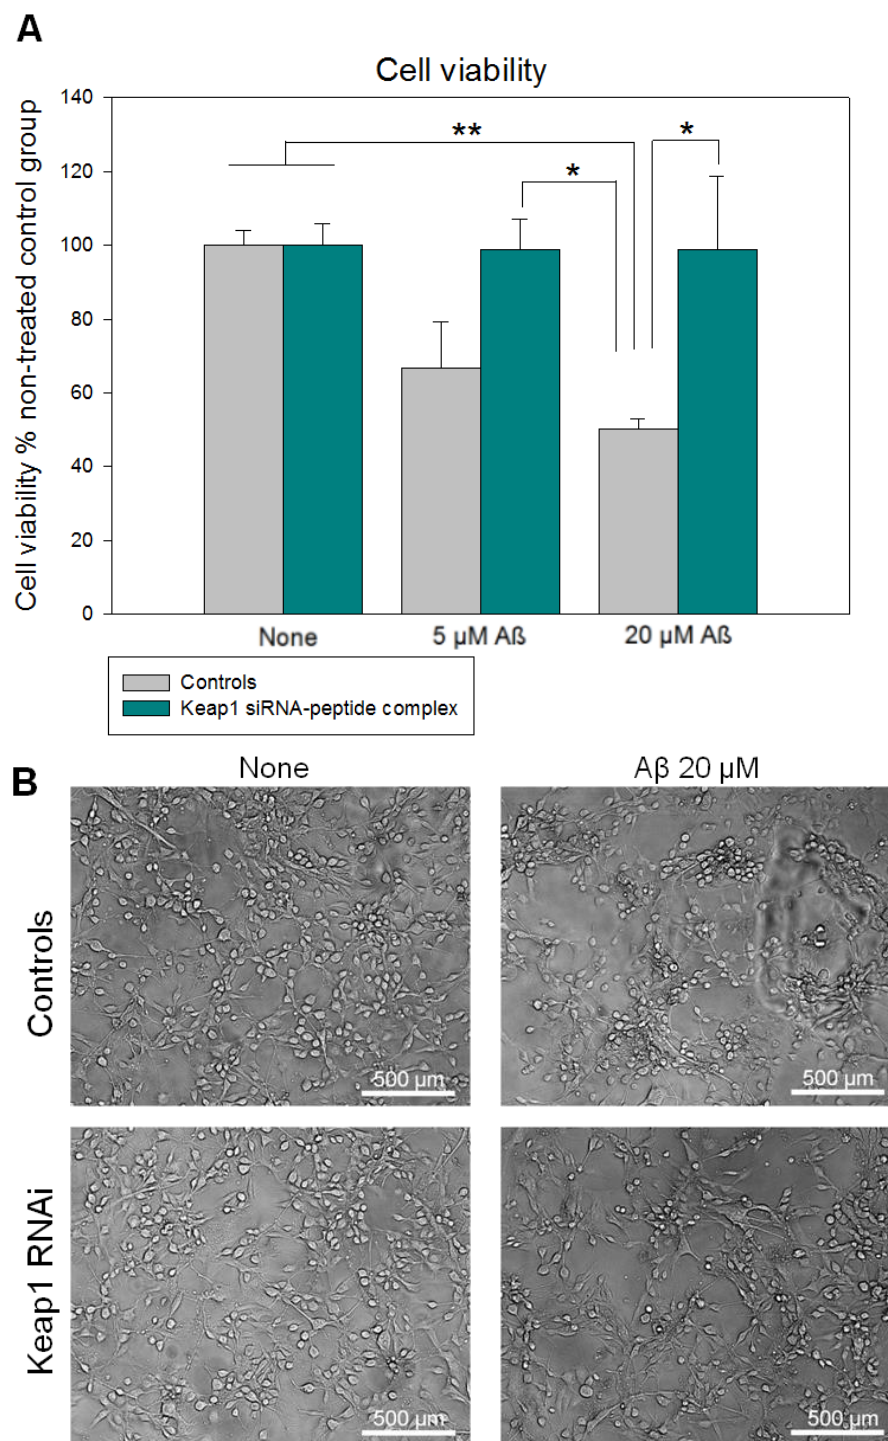 A
Cell viability
Cell viability % non-treated control group
140
120
100
80
60
40
20
0
**
*
*
None
5 µM Aß
20 µM Aß
Controls
Keap1 siRNA-peptide complex
B
None
Aβ 20 µM
Controls
500 µm
500 µm
Keap1 RNAi
500 µm
500 µm